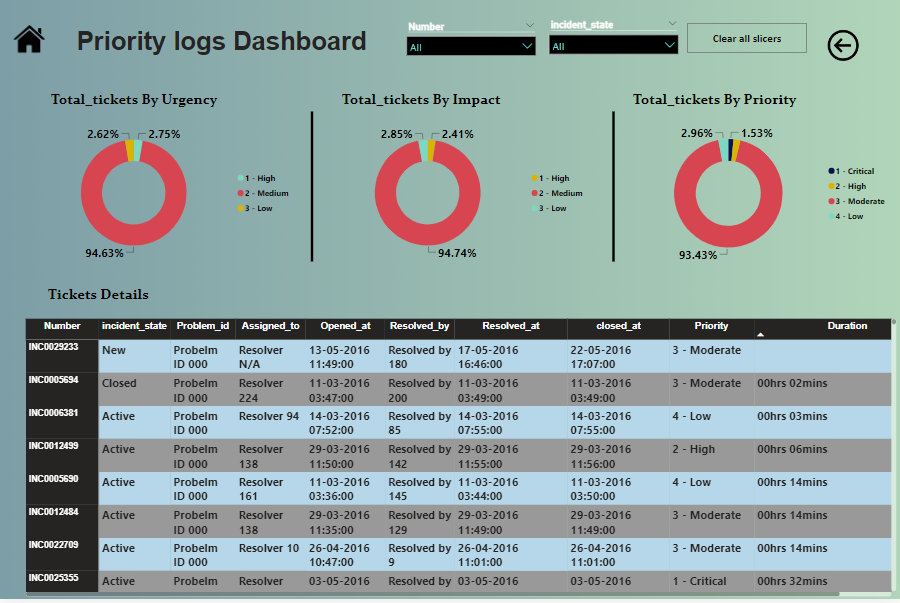 Priority logs Dashboard
Number
All
incident_state
All
Clear all slicers
Total_tickets By Urgency
2.62%
2.75%
94.63%
1 - High
2 - Medium
3 - Low
Total_tickets By Impact
2.85%
2.41%
94.74%
1 - High
2 - Medium
3 - Low
Total_tickets By Priority
2.96%
1.53%
93.43%
1 - Critical
2 - High
3 - Moderate
4 - Low
Tickets Details
Number incident_state Problem_id Assigned_to Opened_at Resolved_by Resolved_at closed_at Priority Duration
INC0029233 New Probelm Resolver 13-05-2016 Resolved by 17-05-2016 22-05-2016 3 - Moderate
ID 000 N/A 11:49:00 180 16:46:00 17:07:00
INC0005694 Closed Probelm Resolver 11-03-2016 Resolved by 11-03-2016 11-03-2016 3 - Moderate 00hrs 02mins
ID 000 224 03:47:00 200 03:49:00 03:49:00
INC0006381 Active Probelm Resolver 94 14-03-2016 Resolved by 14-03-2016 14-03-2016 4 - Low 00hrs 03mins
ID 000 07:52:00 85 07:55:00 07:55:00
INC0012499 Active Probelm Resolver 29-03-2016 Resolved by 29-03-2016 29-03-2016 2 - High 00hrs 06mins
ID 000 138 11:50:00 142 11:55:00 11:56:00
INC0005690 Active Probelm Resolver 11-03-2016 Resolved by 11-03-2016 11-03-2016 4 - Low 00hrs 14mins
ID 000 161 03:36:00 145 03:44:00 03:50:00
INC0012484 Active Probelm Resolver 29-03-2016 Resolved by 29-03-2016 29-03-2016 3 - Moderate 00hrs 14mins
ID 000 138 11:35:00 129 11:49:00 11:49:00
INC0022709 Active Probelm Resolver 10 26-04-2016 Resolved by 26-04-2016 26-04-2016 3 - Moderate 00hrs 14mins
ID 000 10:47:00 9 11:01:00 11:01:00
INC0025355 Active Probelm Resolver 03-05-2016 Resolved by 03-05-2016 03-05-2016 1 - Critical 00hrs 32mins